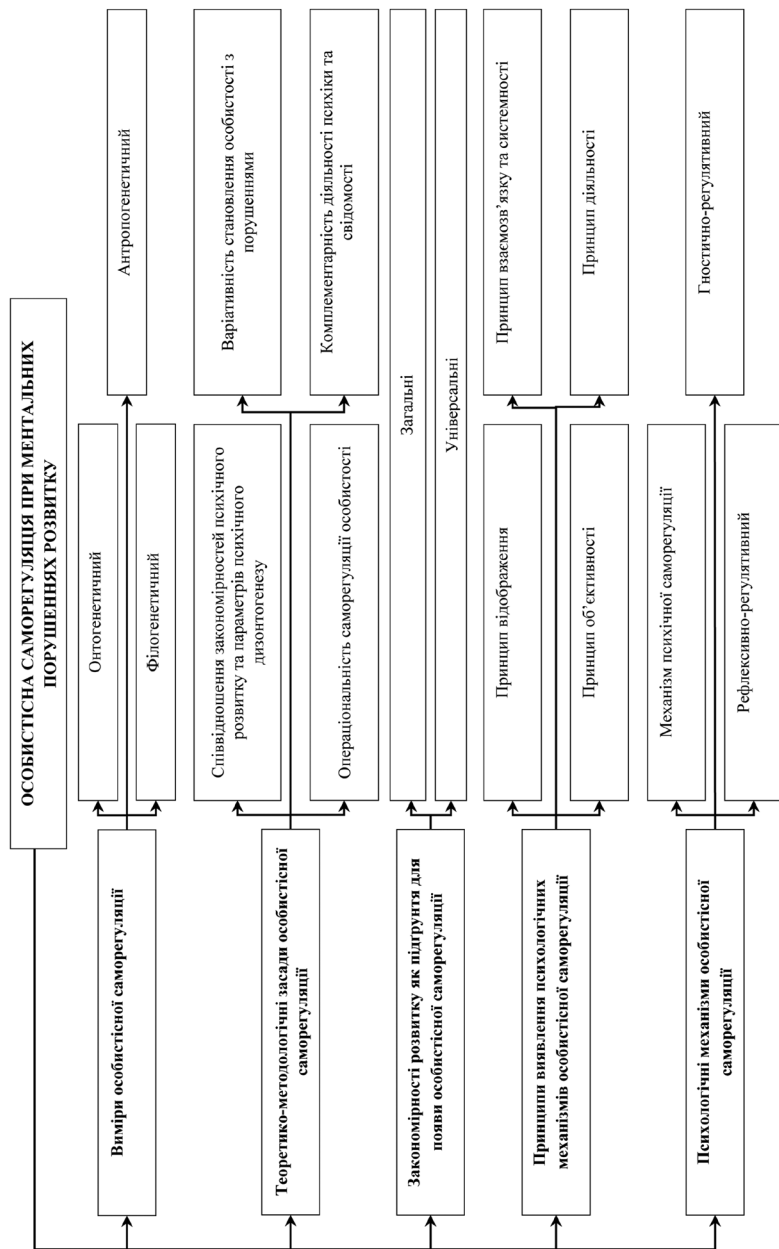 ОСОБИСТІСНА САМОРЕГУЛЯЦІЯ ПРИ МЕНТАЛЬНИХ
ПОРУШЕННЯХ РОЗВИТКУ
Виміри особистісної саморегуляції
Онтогенетичний
Філогенетичний
Антропогенетичний
Теоретико-методологічні засади особистісної
саморегуляції
Співвідношення закономірностей психічного
розвитку та параметрів психічного
дизонтогенезу
Операціональність саморегуляції особистості
Варіативність становлення особистості з
порушеннями
Комплементарність діяльності психіки та
свідомості
Закономірності розвитку як підґрунтя для
появи особистісної саморегуляції
Загальні
Універсальні
Принципи виявлення психологічних
механізмів особистісної саморегуляції
Принцип відображення
Принцип об’єктивності
Принцип взаємозв’язку та системності
Принцип діяльності
Психологічні механізми особистісної
саморегуляції
Механізм психічної саморегуляції
Рефлексивно-регулятивний
Гностично-регулятивний